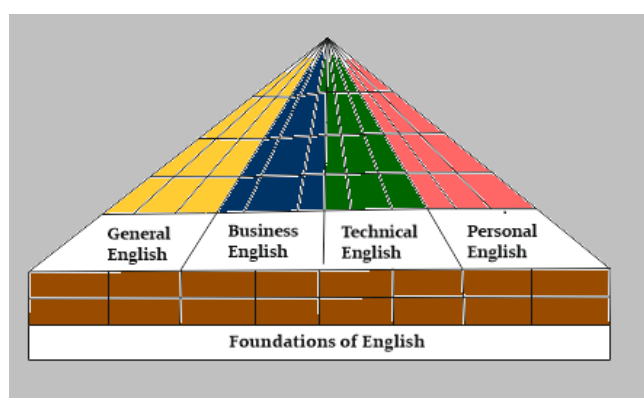 General English
Business English
Technical English
Personal English
Foundations of English